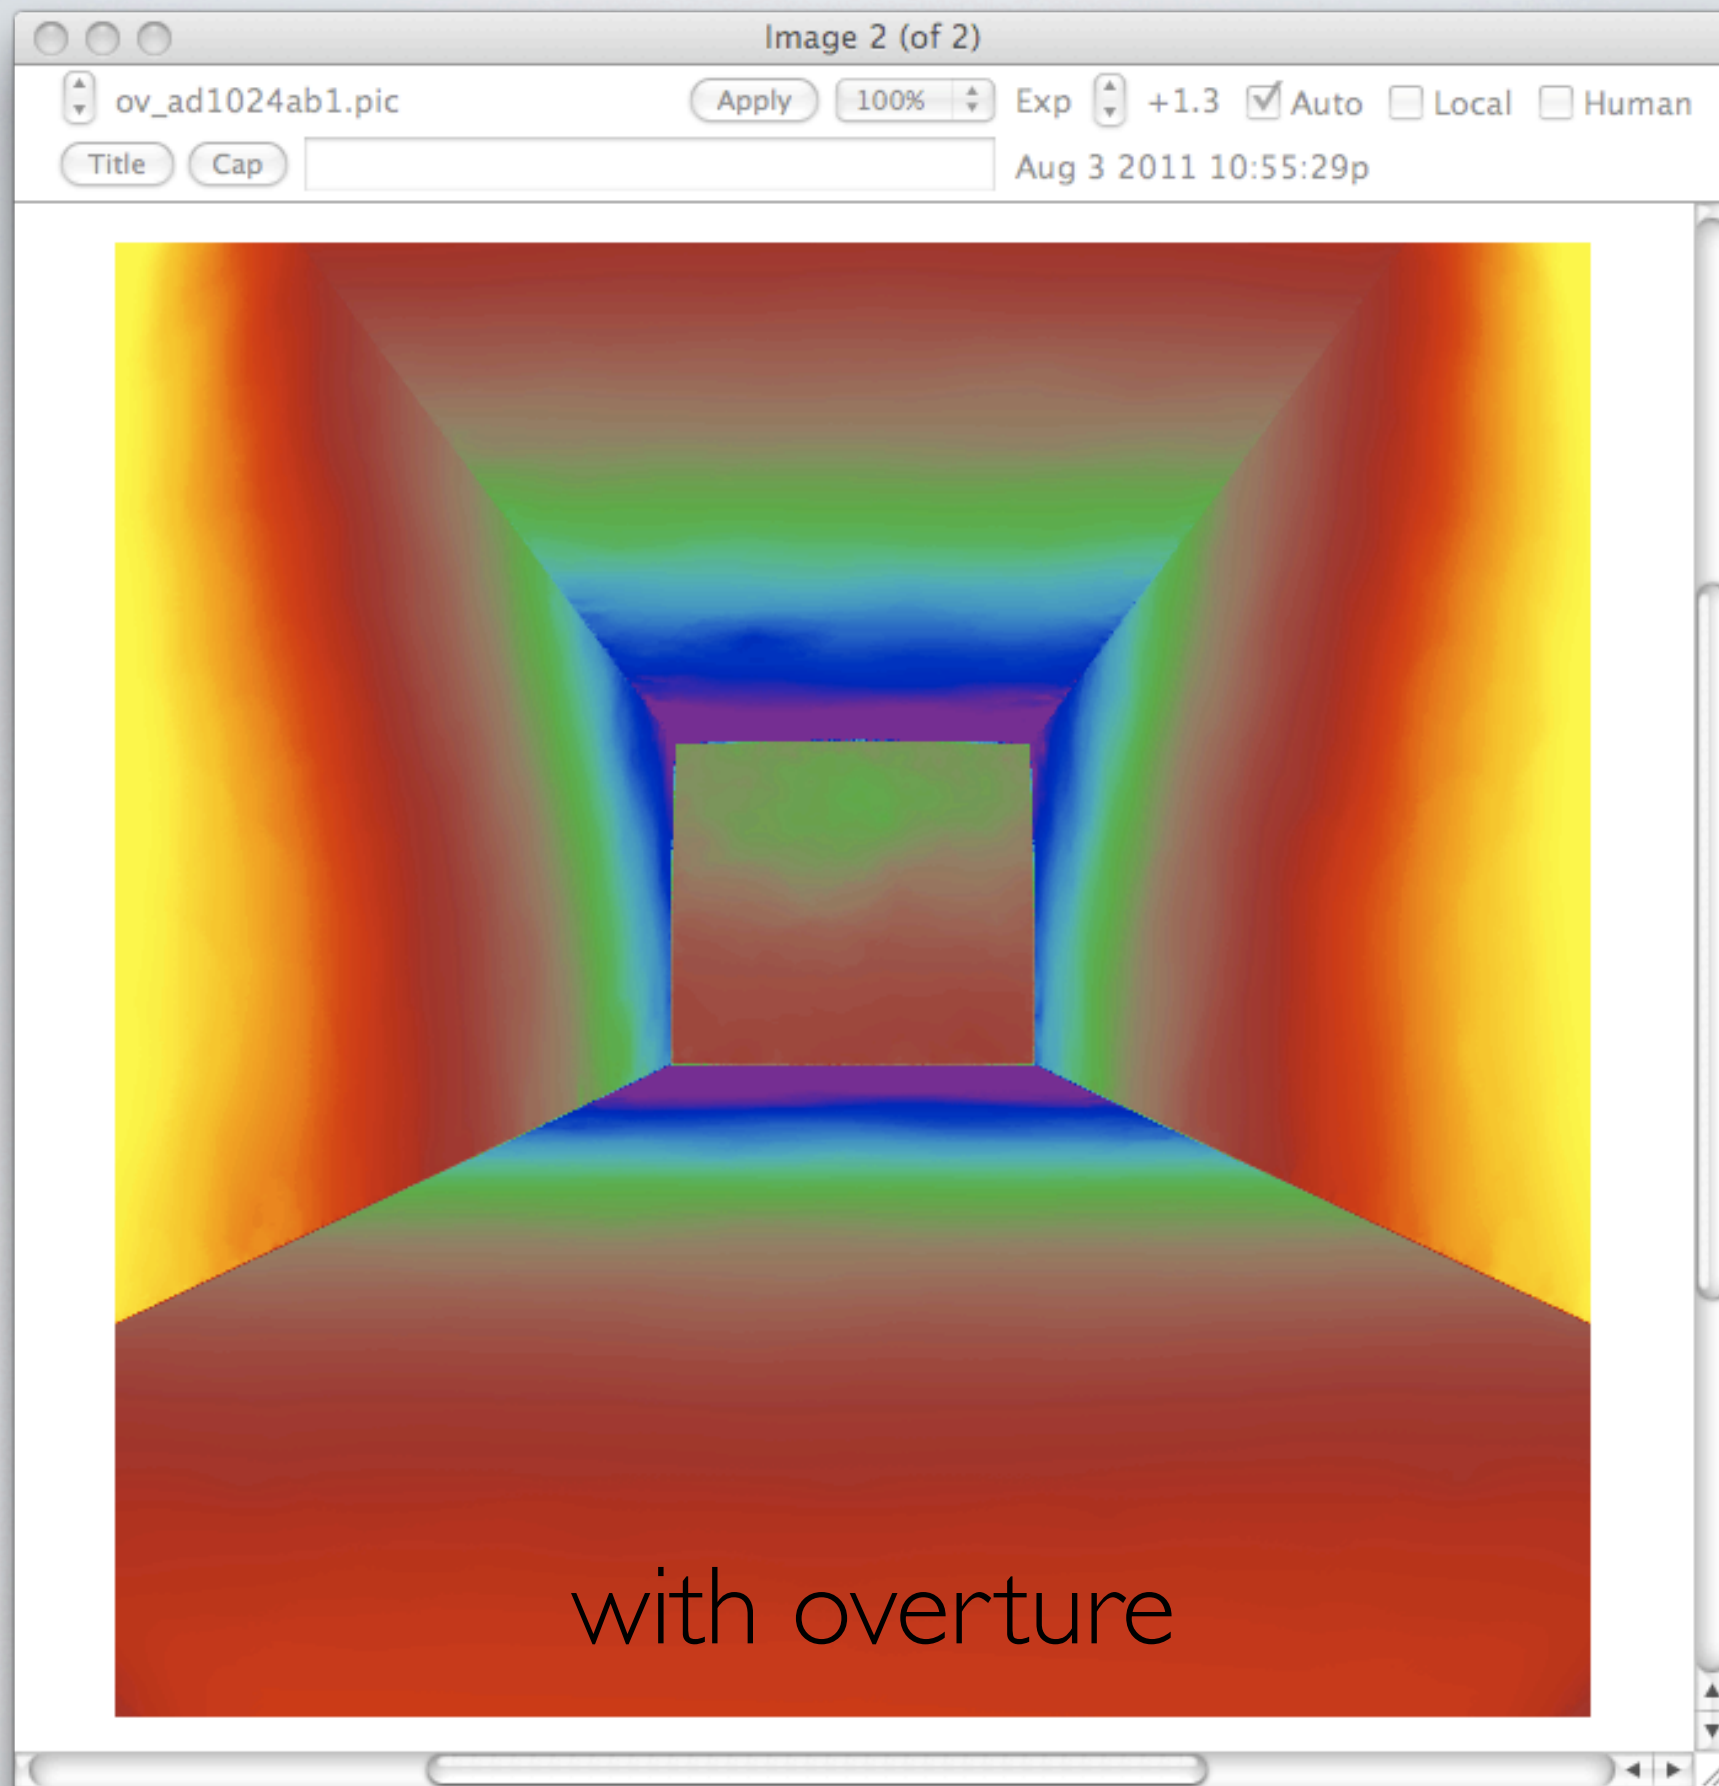 Image 2 (of 2)
ov_ad1024ab1.pic Apply 100% Exp +1.3 Auto Local Human
Title Cap Aug 3 2011 10:55:29p
with overture